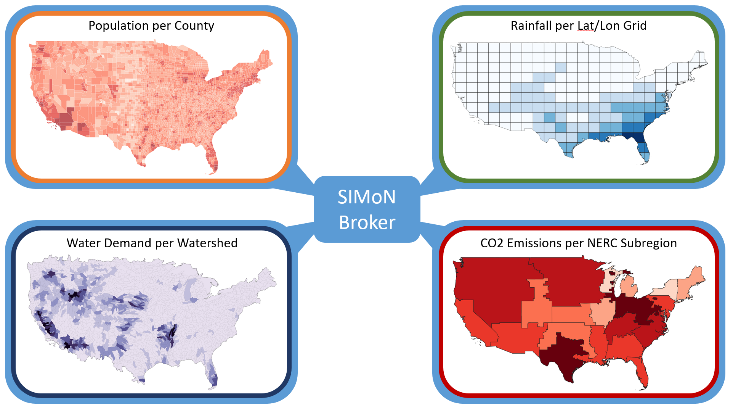 Population per County
Rainfall per Lat/Lon Grid
SIMoN
Broker
Water Demand per Watershed
CO2 Emissions per NERC Subregion